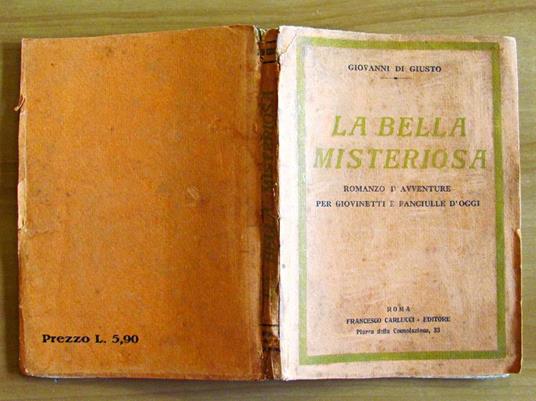 GIOVANNI DI GIUSTO
LA BELLA
MISTERIOSA
ROMANZO D'AVVENTURE
PER GIOVINETTI E FANCIULLE D'OGGI
ROMA
FRANCESCO CARLUCCI - EDITORE
Piazza della Consolazione, 33
Prezzo L. 5,90